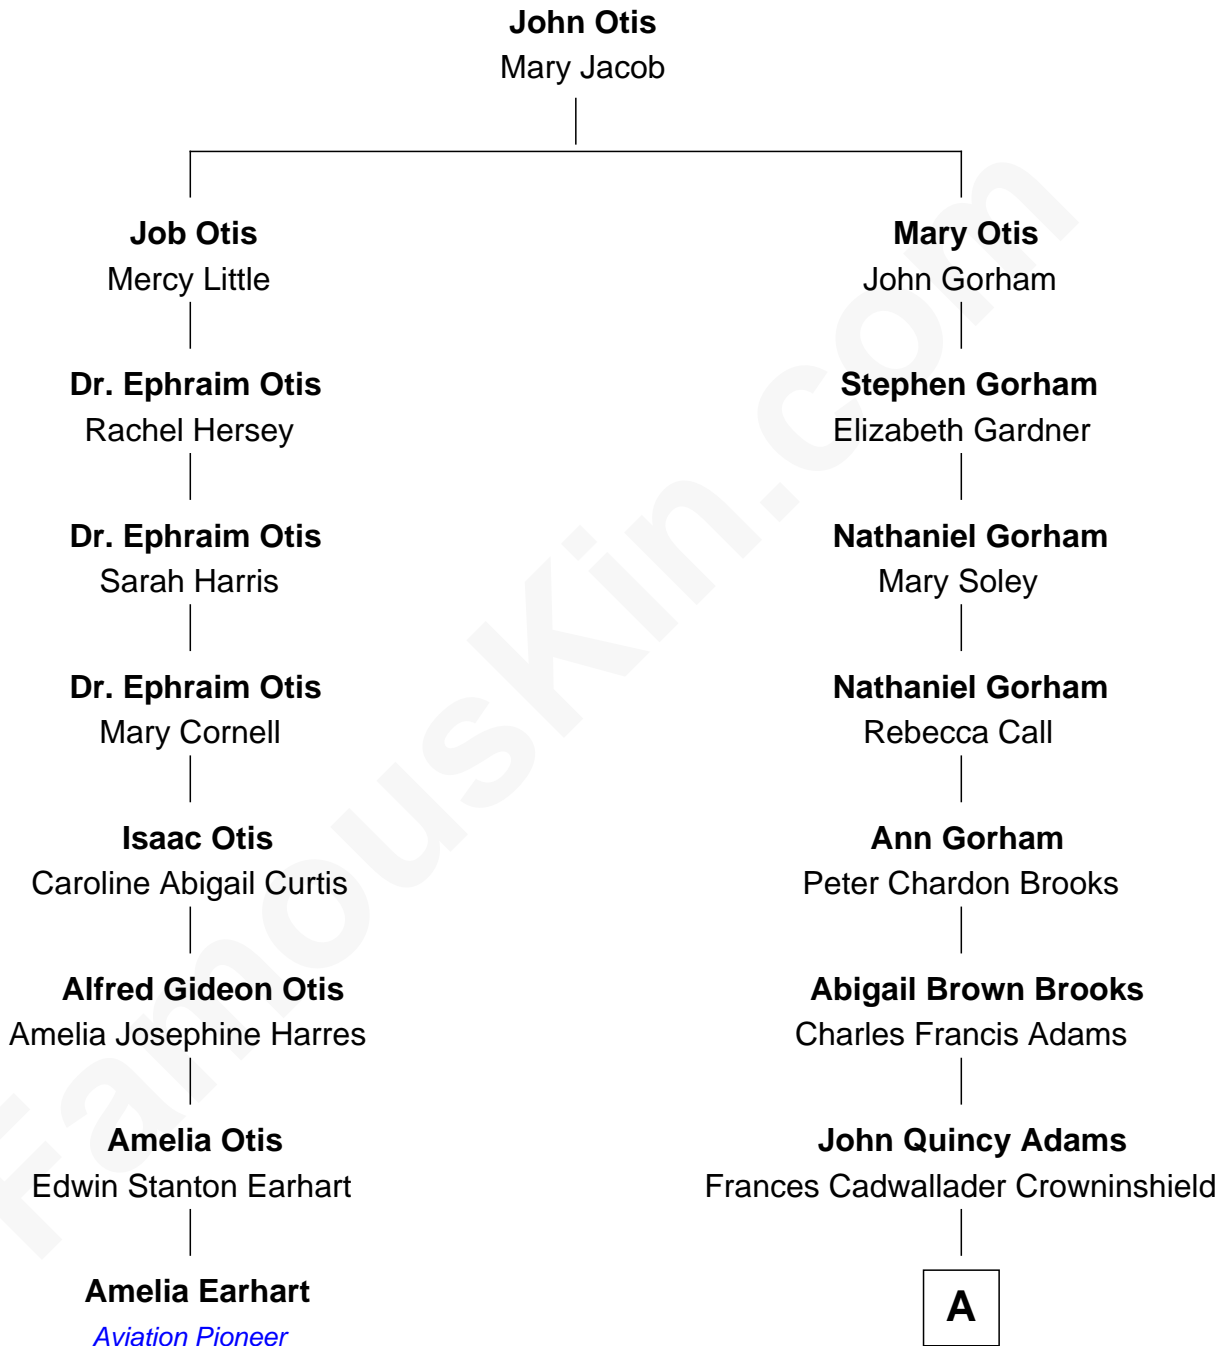 John Otis
Mary Jacob
Job Otis
Mercy Little
Mary Otis
John Gorham
Dr. Ephraim Otis
Rachel Hersey
Stephen Gorham
Elizabeth Gardner
Dr. Ephraim Otis
Sarah Harris
Nathaniel Gorham
Mary Soley
Dr. Ephraim Otis
Mary Cornell
Nathaniel Gorham
Rebecca Call
Isaac Otis
Caroline Abigail Curtis
Ann Gorham
Peter Chardon Brooks
Alfred Gideon Otis
Amelia Josephine Harres
Abigail Brown Brooks
Charles Francis Adams
Amelia Otis
Edwin Stanton Earhart
John Quincy Adams
Frances Cadwallader Crowninshield
Amelia Earhart
Aviation Pioneer
A
FamousKin.com